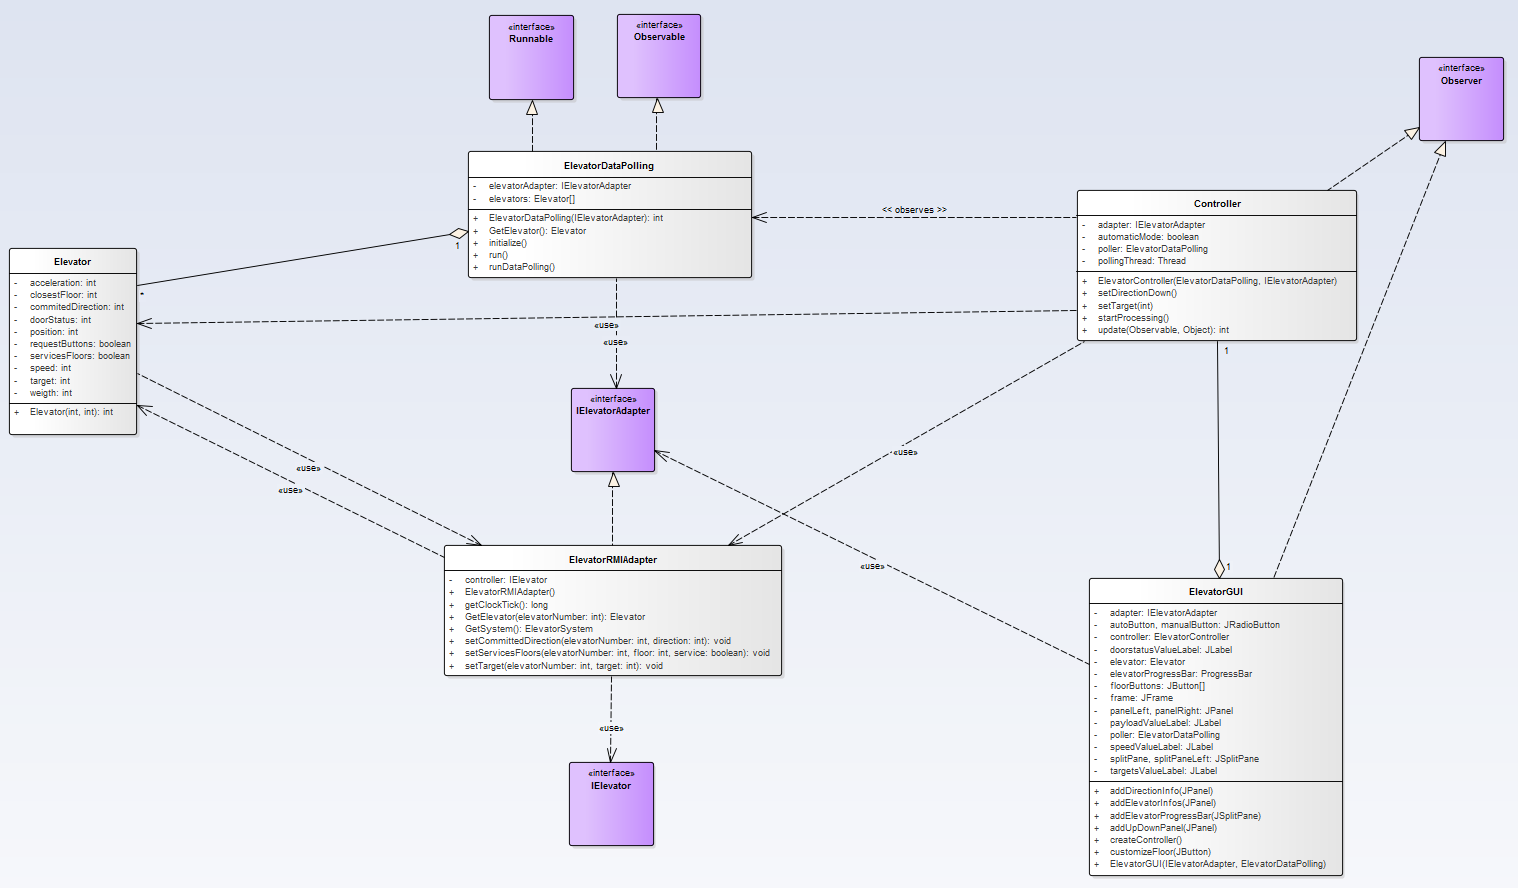 «interface»
Runnable
«interface»
Observable
«interface»
Observer
ElevatorDataPolling
- elevatorAdapter: IElevatorAdapter
- elevators: Elevator[]
+ ElevatorDataPolling(IElevatorAdapter): int
+ GetElevator(): Elevator
+ initialize()
+ run()
+ runDataPolling()
<< observes >>
Controller
- adapter: IElevatorAdapter
- automaticMode: boolean
- poller: ElevatorDataPolling
- pollingThread: Thread
+ ElevatorController(ElevatorDataPolling, IElevatorAdapter)
+ setDirectionDown()
+ setTarget(int)
+ startProcessing()
+ update(Observable, Object): int
1
1
*
Elevator
- acceleration: int
- closestFloor: int
- commitedDirection: int
- doorStatus: int
- position: int
- requestButtons: boolean
- servicesFloors: boolean
- speed: int
- target: int
- weigth: int
+ Elevator(int, int): int
«use»
«use»
«interface»
IElevatorAdapter
«use»
«use»
«use»
«use»
ElevatorRMIAdapter
- controller: IElevator
+ ElevatorRMIAdapter()
+ getClockTick(): long
+ GetElevator(elevatorNumber: int): Elevator
+ GetSystem(): ElevatorSystem
+ setCommittedDirection(elevatorNumber: int, direction: int): void
+ setServicesFloors(elevatorNumber: int, floor: int, service: boolean): void
+ setTarget(elevatorNumber: int, target: int): void
«use»
«interface»
IElevator
1
ElevatorGUI
- adapter: IElevatorAdapter
- autoButton, manualButton: JRadioButton
- controller: ElevatorController
- doorstatusValueLabel: JLabel
- elevator: Elevator
- elevatorProgressBar: ProgressBar
- floorButtons: JButton[]
- frame: JFrame
- panelLeft, panelRight: JPanel
- payloadValueLabel: JLabel
- poller: ElevatorDataPolling
- speedValueLabel: JLabel
- splitPane, splitPaneLeft: JSplitPane
- targetsValueLabel: JLabel
+ addDirectionInfo(JPanel)
+ addElevatorInfos(JPanel)
+ addElevatorProgressBar(JSplitPane)
+ addUpDownPanel(JPanel)
+ createController()
+ customizeFloor(JButton)
+ ElevatorGUI(IElevatorAdapter, ElevatorDataPolling)